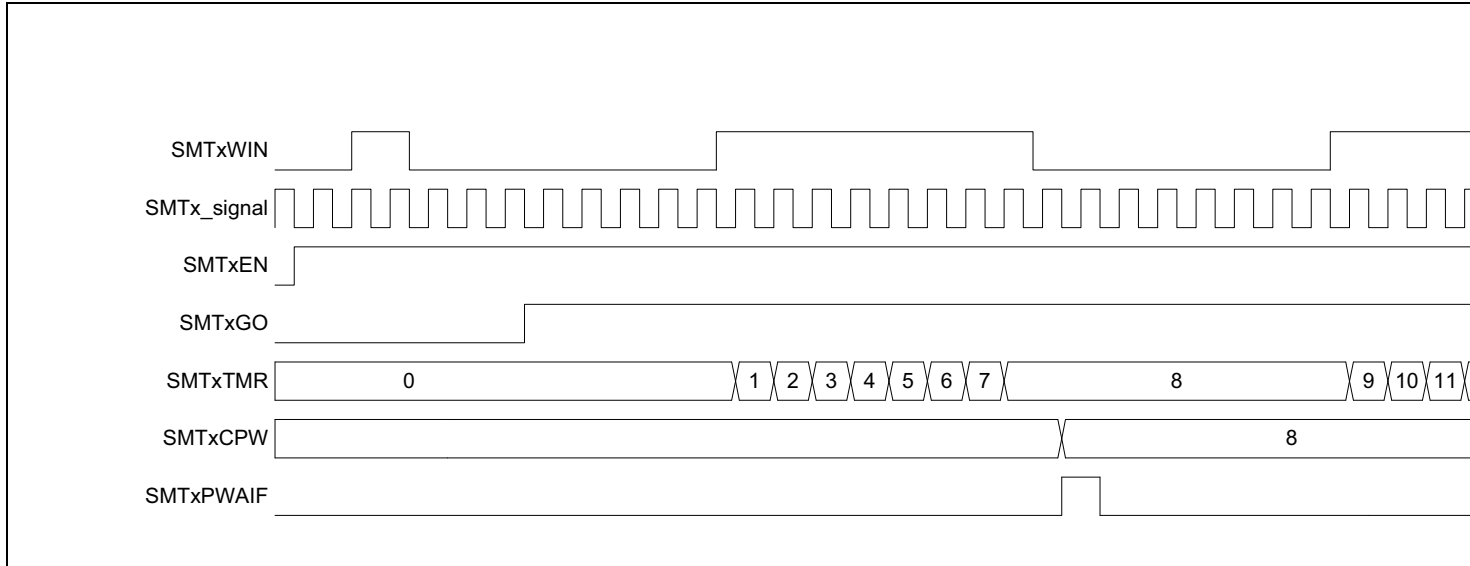 SMTxWIN
SMTx_signal
SMTxEN
SMTxGO
SMTxTMR 0 1 2 3 4 5 6 7 8 9 10 11
SMTxCPW 8
SMTxPWAIF